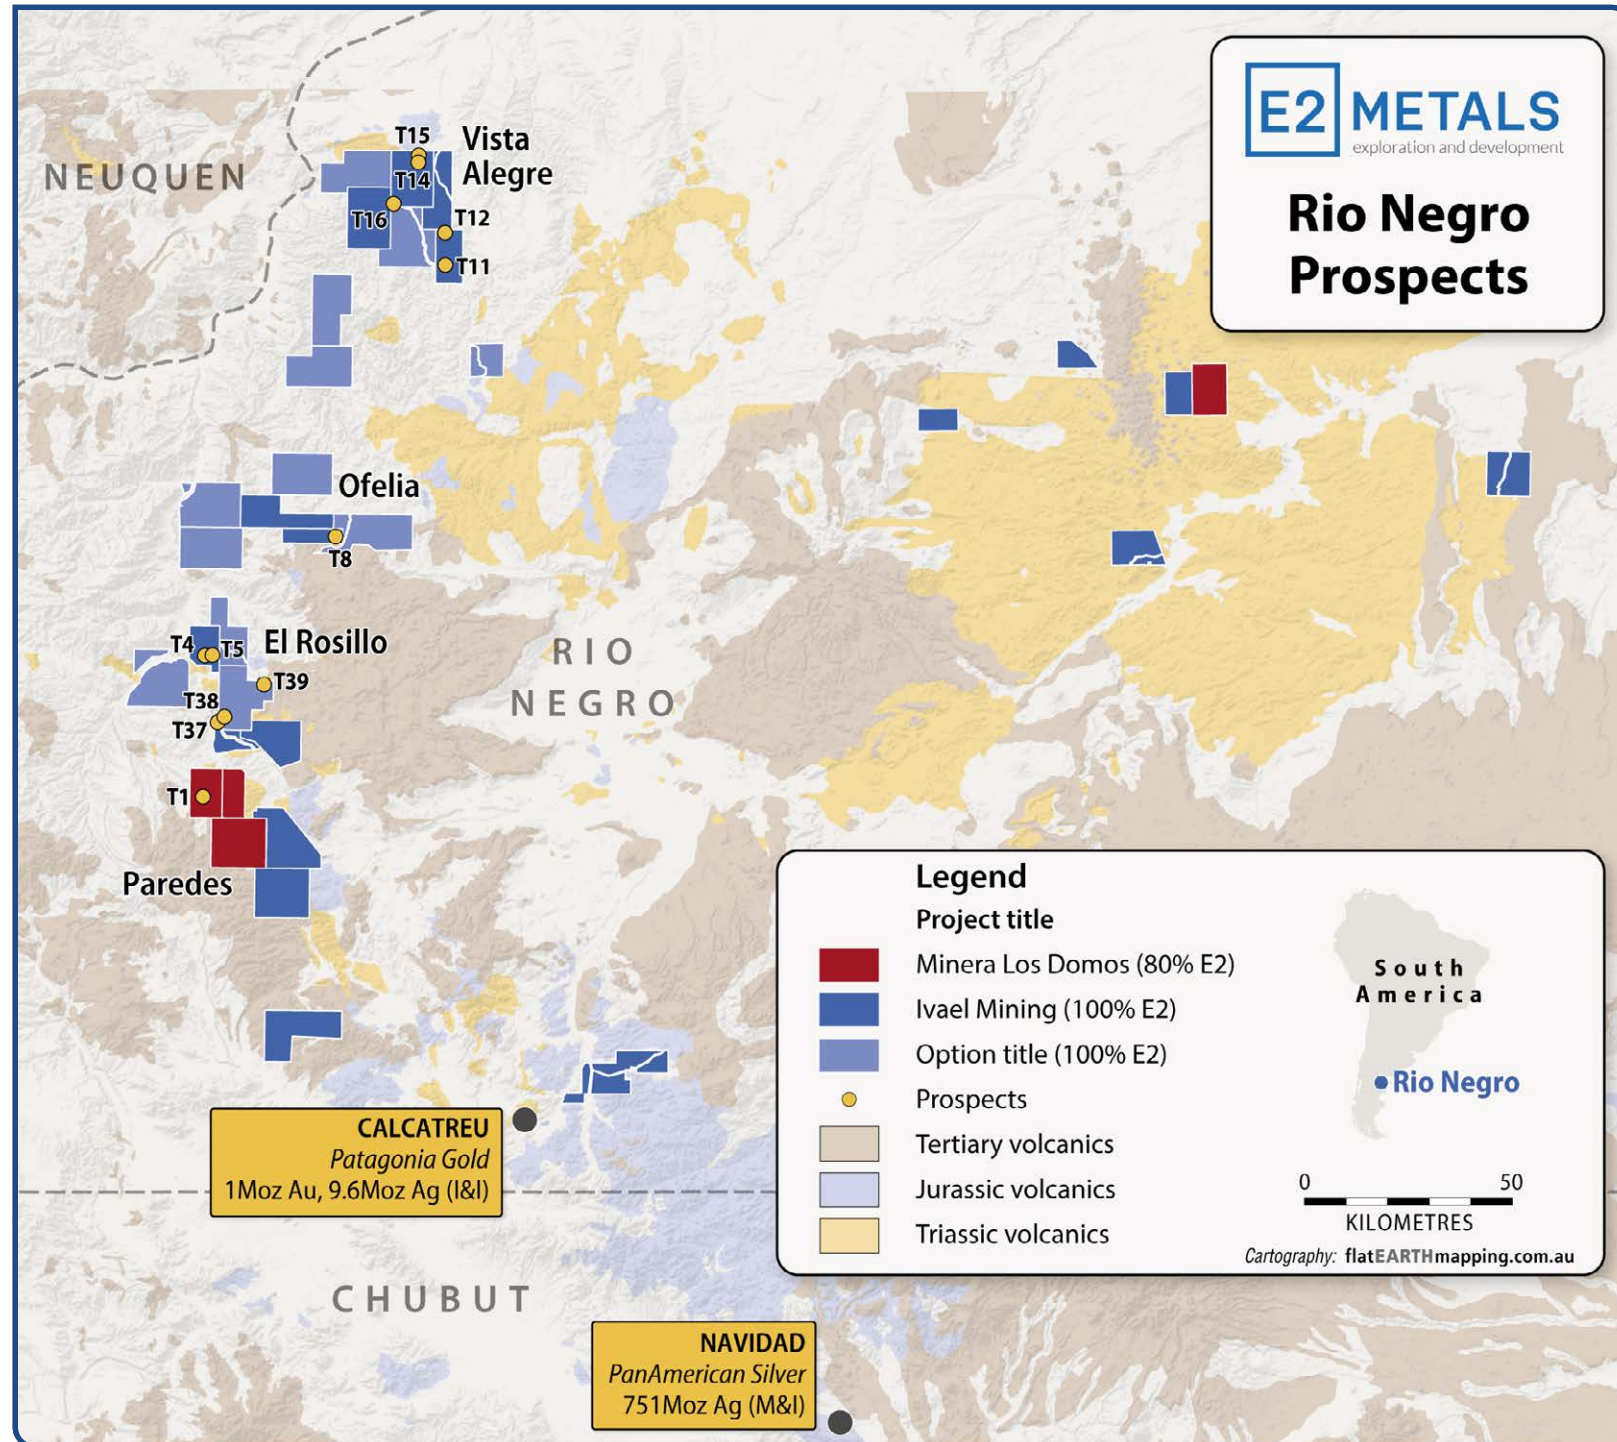 E2 METALS
exploration and development
Rio Negro
Prospects
NEUQUEN
T15
Vista
Alegre
T14
T16
T12
T11
Ofelia
T8
El Rosillo
T4
T5
T39
T38
T37
RIO
NEGRO
T1
Paredes
CALCATREU
Patagonia Gold
1Moz Au, 9.6Moz Ag (I&I)
CHUBUT
NAVIDAD
PanAmerican Silver
751Moz Ag (M&I)
Legend
Project title
Minera Los Domos (80% E2)
Ivael Mining (100% E2)
Option title (100% E2)
Prospects
Tertiary volcanics
Jurassic volcanics
Triassic volcanics
South
America
Rio Negro
0 50
KILOMETRES
Cartography: flatEARTHmapping.com.au